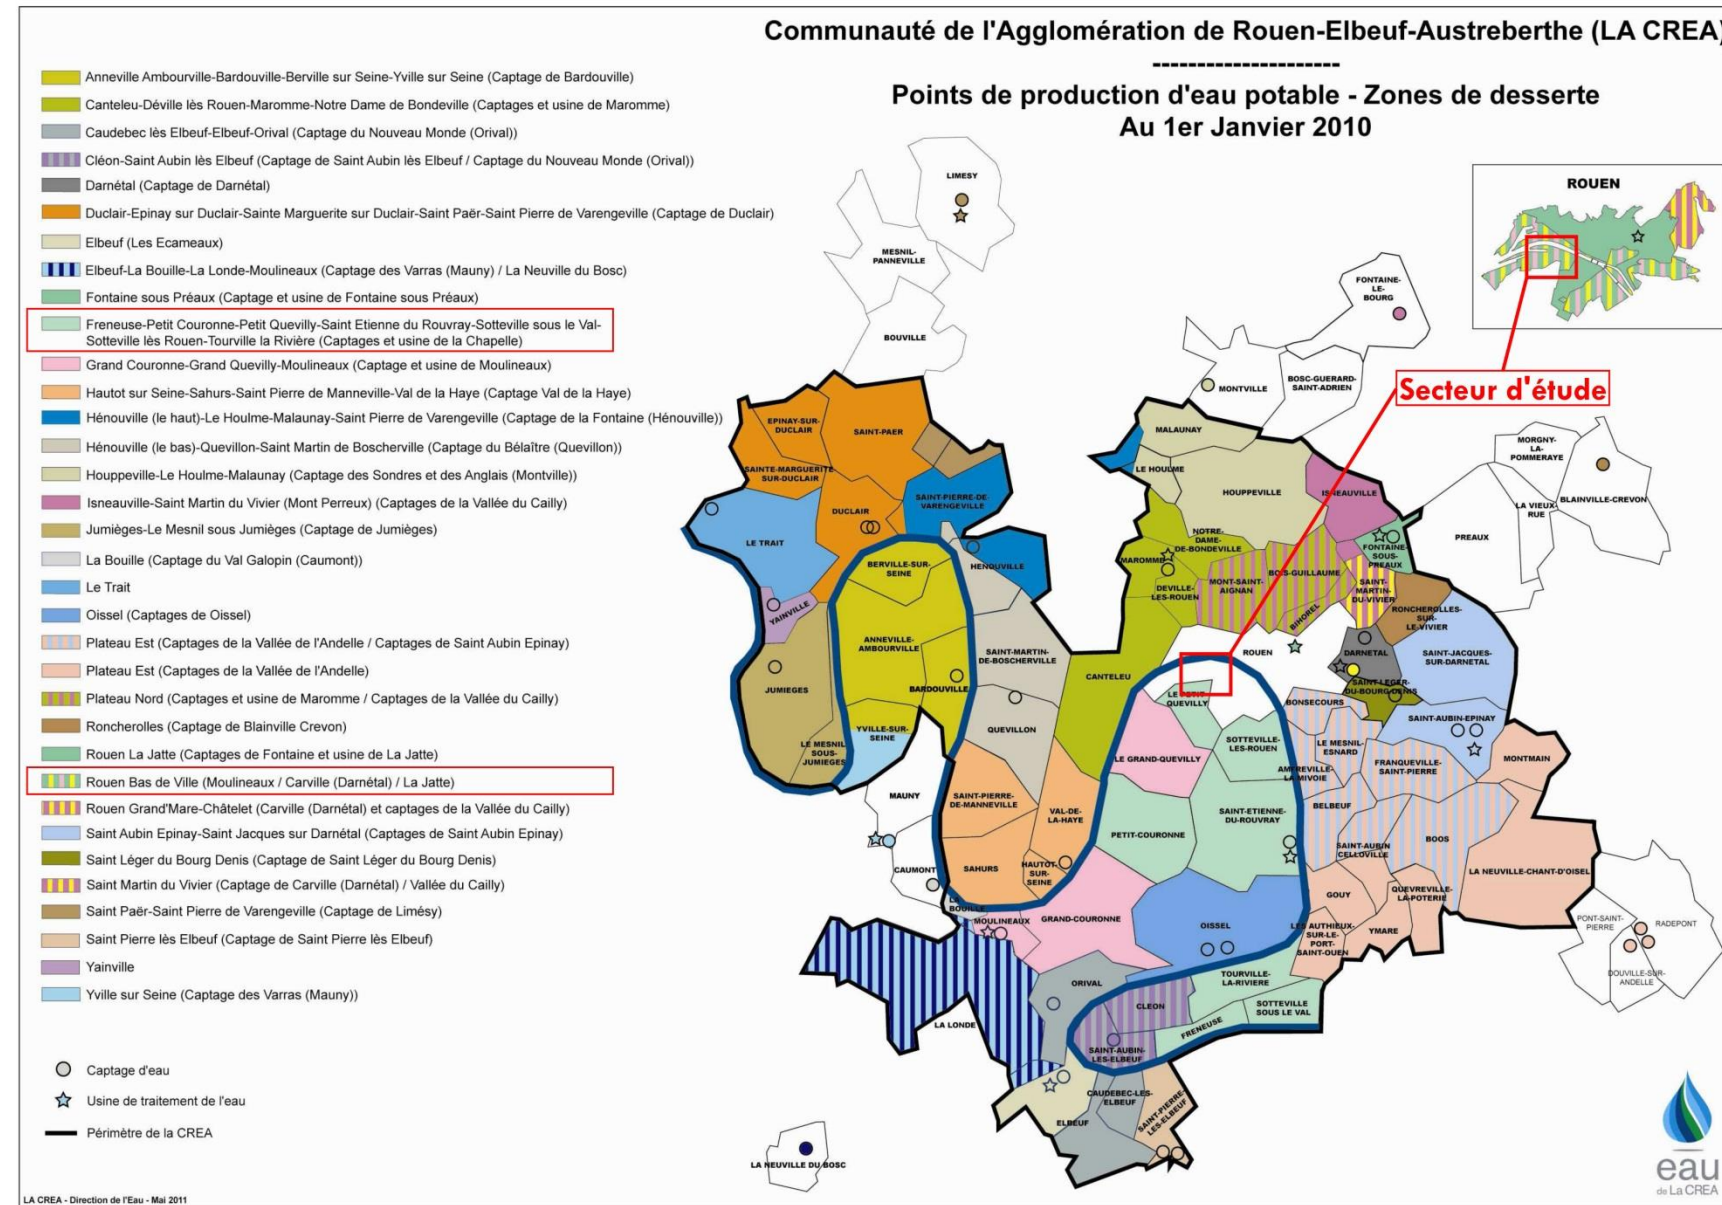 Communauté de l'Agglomération de Rouen-Elbeuf-Austreberthe (LA CREA)
---------------------
Points de production d'eau potable - Zones de desserte
Au 1er Janvier 2010
Anneville Ambourville-Bardouville-Berville sur Seine-Yville sur Seine (Captage de Bardouville)
Canteleu-Déville lès Rouen-Maromme-Notre Dame de Bondeville (Captages et usine de Maromme)
Caudebec lès Elbeuf-Elbeuf-Orival (Captage du Nouveau Monde (Orival))
Cléon-Saint Aubin lès Elbeuf (Captage de Saint Aubin lès Elbeuf / Captage du Nouveau Monde (Orival))
Darnétal (Captage de Darnétal)
Duclair-Epinay sur Duclair-Sainte Marguerite sur Duclair-Saint Paër-Saint Pierre de Varengeville (Captage de Duclair)
Elbeuf (Les Ecameaux)
Elbeuf-La Bouille-La Londe-Moulineaux (Captage des Varras (Mauny) / La Neuville du Bosc)
Fontaine sous Préaux (Captage et usine de Fontaine sous Préaux)
Freneuse-Petit Couronne-Petit Quevilly-Saint Etienne du Rouvray-Sotteville sous le Val-
Sotteville lès Rouen-Tourville la Rivière (Captages et usine de la Chapelle)
Grand Couronne-Grand Quevilly-Moulineaux (Captage et usine de Moulineaux)
Hautot sur Seine-Sahurs-Saint Pierre de Manneville-Val de la Haye (Captage Val de la Haye)
Hénouville (le haut)-Le Houlme-Malaunay-Saint Pierre de Varengeville (Captage de la Fontaine (Hénouville))
Hénouville (le bas)-Quevillon-Saint Martin de Boscherville (Captage du Bélaître (Quevillon))
Houppeville-Le Houlme-Malaunay (Captage des Sondres et des Anglais (Montville))
Isneauville-Saint Martin du Vivier (Mont Perreux) (Captages de la Vallée du Cailly)
Jumièges-Le Mesnil sous Jumièges (Captage de Jumièges)
La Bouille (Captage du Val Galopin (Caumont))
Le Trait
Oissel (Captages de Oissel)
Plateau Est (Captages de la Vallée de l'Andelle / Captages de Saint Aubin Epinay)
Plateau Est (Captages de la Vallée de l'Andelle)
Plateau Nord (Captages et usine de Maromme / Captages de la Vallée du Cailly)
Roncherolles (Captage de Blainville Crevon)
Rouen La Jatte (Captages de Fontaine et usine de La Jatte)
Rouen Bas de Ville (Moulineaux / Carville (Darnétal) / La Jatte)
Rouen Grand'Mare-Châtelet (Carville (Darnétal) et captages de la Vallée du Cailly)
Saint Aubin Epinay-Saint Jacques sur Darnétal (Captages de Saint Aubin Epinay)
Saint Léger du Bourg Denis (Captage de Saint Léger du Bourg Denis)
Saint Martin du Vivier (Captage de Carville (Darnétal) / Vallée du Cailly)
Saint Paër-Saint Pierre de Varengeville (Captage de Limésy)
Saint Pierre lès Elbeuf (Captage de Saint Pierre lès Elbeuf)
Yainville
Yville sur Seine (Captage des Varras (Mauny))
Captage d'eau
Usine de traitement de l'eau
Périmètre de la CREA
LA CREA - Direction de l'Eau - Mai 2011
ROUEN
Secteur d'étude
LIMESY
MESNIL-
PANNEVILLE
BOUVILLE
FONTAINE-
LE-
BOURG
MONTVILLE
BOSC-GUERARD-
SAINT-ADRIEN
MORGNY-
LA-
POMMERAYE
BLAINVILLE-CREVON
LA VIEUX-
RUE
PREAUX
EPINAY-SUR-
DUCLAIR
SAINT-PAER
SAINTE-MARGUERITE
SUR-DUCLAIR
SAINT-PIERRE-DE-
VARENGEVILLE
DUCLAIR
LE TRAIT
HENOUVILLE
BERVILLE-SUR-
SEINE
YAINVILLE
ANNEVILLE-
AMBOURVILLE
BARDOUVILLE
JUMIEGES
LE MESNIL
SOUS-
JUMIEGES
YVILLE-SUR-
SEINE
SAINT-MARTIN-
DE-BOSCHERVILLE
QUEVILLON
MALAUNAY
LE HOULME
HOUPPEVILLE
ISNEAUVILLE
NOTRE-
DAME-
DE-BONDEVILLE
MAROMME
DEVILLE-
LES-ROUEN
MONT-SAINT-
AIGNAN
BOIS-GUILLAUME
BIHOREL
FONTAINE-
SOUS-
PREAUX
SAINT-
MARTIN-
DU-VIVIER
RONCHEROLLES-
SUR-
LE-VIVIER
CANTELEU
ROUEN
DARNETAL
SAINT-JACQUES-
SUR-DARNETAL
SAINT-LEGER-
DU-BOURG-DENIS
SAINT-AUBIN-EPINAY
LE PETIT-
QUEVILLY
BONSECOURS
SOTTEVILLE-
LES-ROUEN
LE MESNIL-
ESNARD
FRANQUEVILLE-
SAINT-PIERRE
MONTMAIN
LE GRAND-QUEVILLY
AMFREVILLE-
LA-MIVOIE
BELBEUF
MAUNY
SAINT-PIERRE-
DE-MANNEVILLE
VAL-DE-
LA-HAYE
PETIT-COURONNE
SAINT-ETIENNE-
DU-ROUVRAY
SAINT-AUBIN
CELLOVILLE
BOOS
LA NEUVILLE-CHANT-D'OISEL
CAUMONT
SAHURS
HAUTOT-
SUR-
SEINE
GOUY
QUEVREVILLE-
LA-POTERIE
LA
BOUILLE
MOULINEAUX
GRAND-COURONNE
OISSEL
LES AUTHIEUX-
SUR-LE-
PORT-
SAINT-OUEN
YMARE
PONT-SAINT-
PIERRE
RADEPONT
DOUVILLE-SUR-
ANDELLE
LA LONDE
ORIVAL
CLEON
TOURVILLE-
LA-RIVIERE
SOTTEVILLE
SOUS LE VAL
FRENEUSE
SAINT-AUBIN-
LES-ELBEUF
CAUDEBEC-LES-
ELBEUF
ELBEUF
SAINT-PIERRE-
LES-ELBEUF
LA NEUVILLE DU BOSC
eau
de La CREA